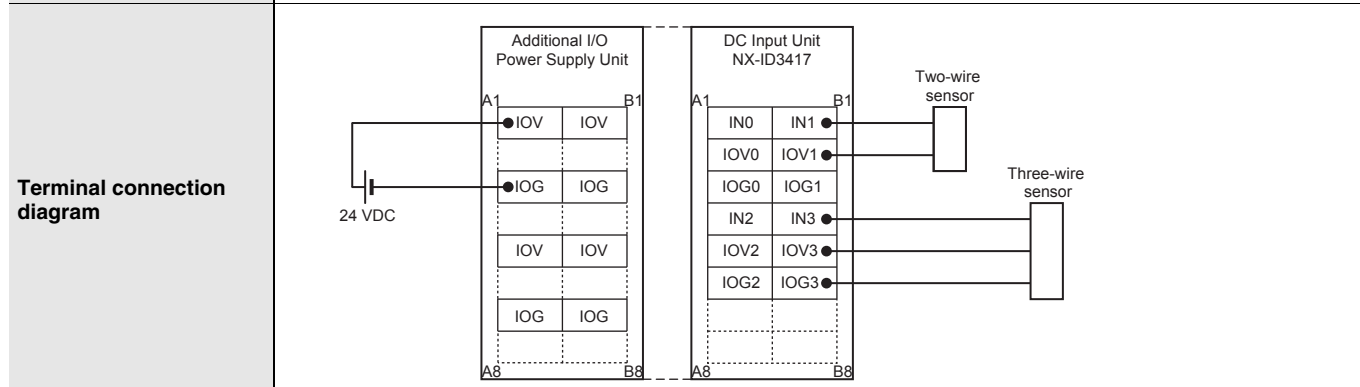 Terminal connection
diagram
24 VDC
Additional I/O
Power Supply Unit
A1 B1
IOV IOV
IOG IOG
IOV IOV
IOG IOG
A8 B8
DC Input Unit
NX-ID3417
A1 B1
IN0 IN1
IOV0 IOV1
IOG0 IOG1
IN2 IN3
IOV2 IOV3
IOG2 IOG3
A8 B8
Two-wire
sensor
Three-wire
sensor